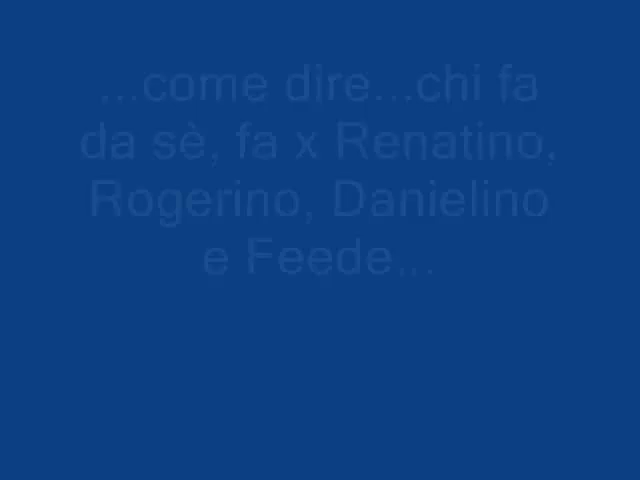 ...come dire...chi fa
da sè, fa x Renatino,
Rogerino, Danielino
e Feede...